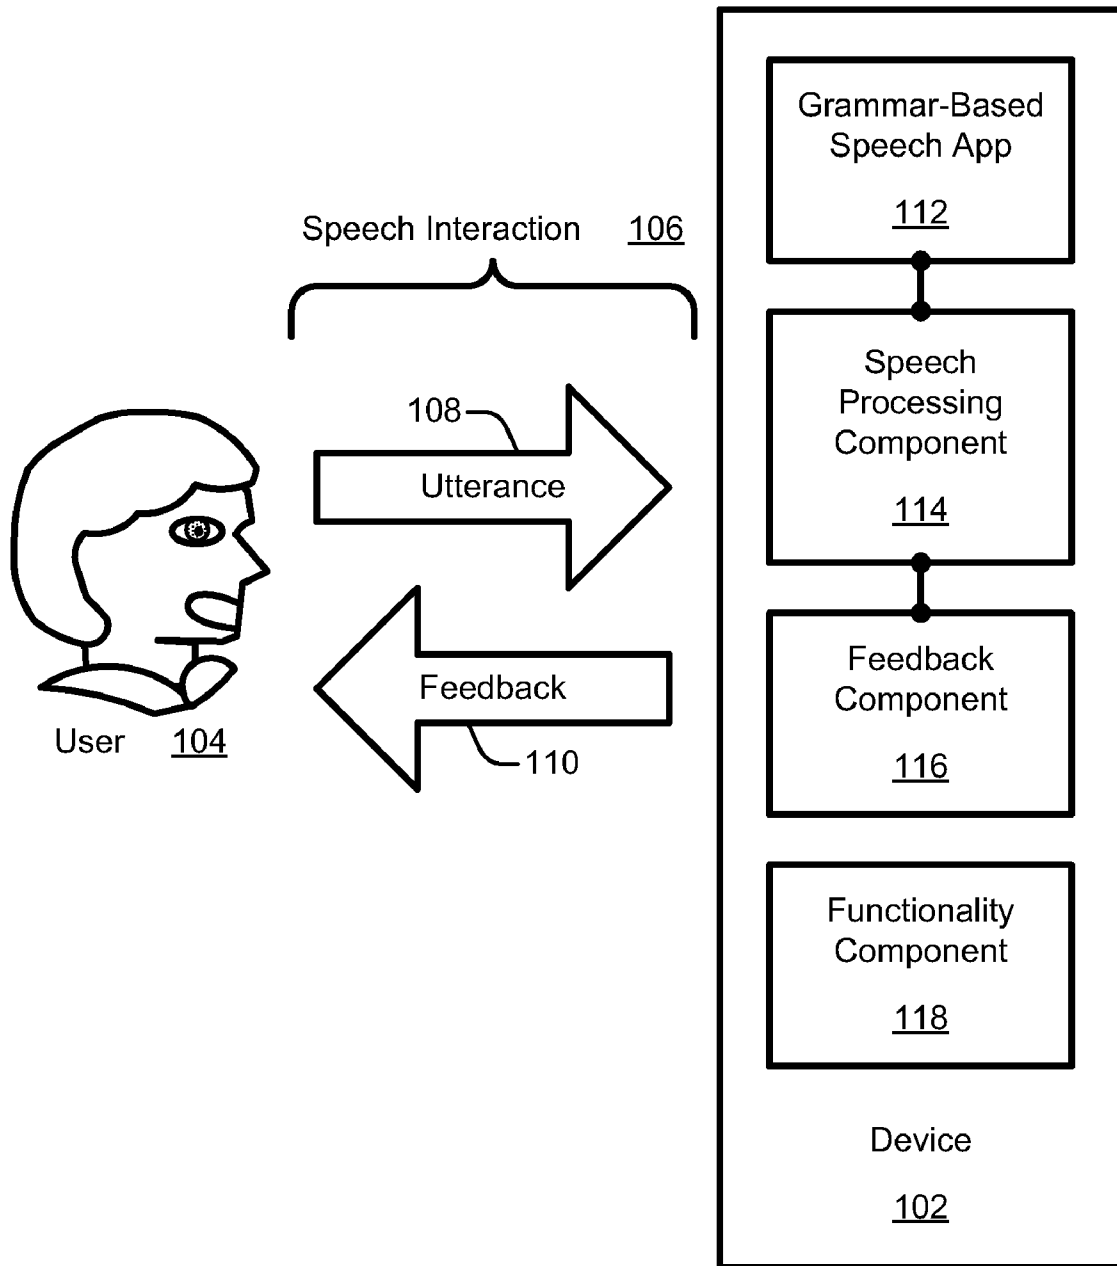 Speech Interaction 106
108
Utterance
Feedback
110
User 104
Grammar-Based
Speech App
112
Speech
Processing
Component
114
Feedback
Component
116
Functionality
Component
118
Device
102